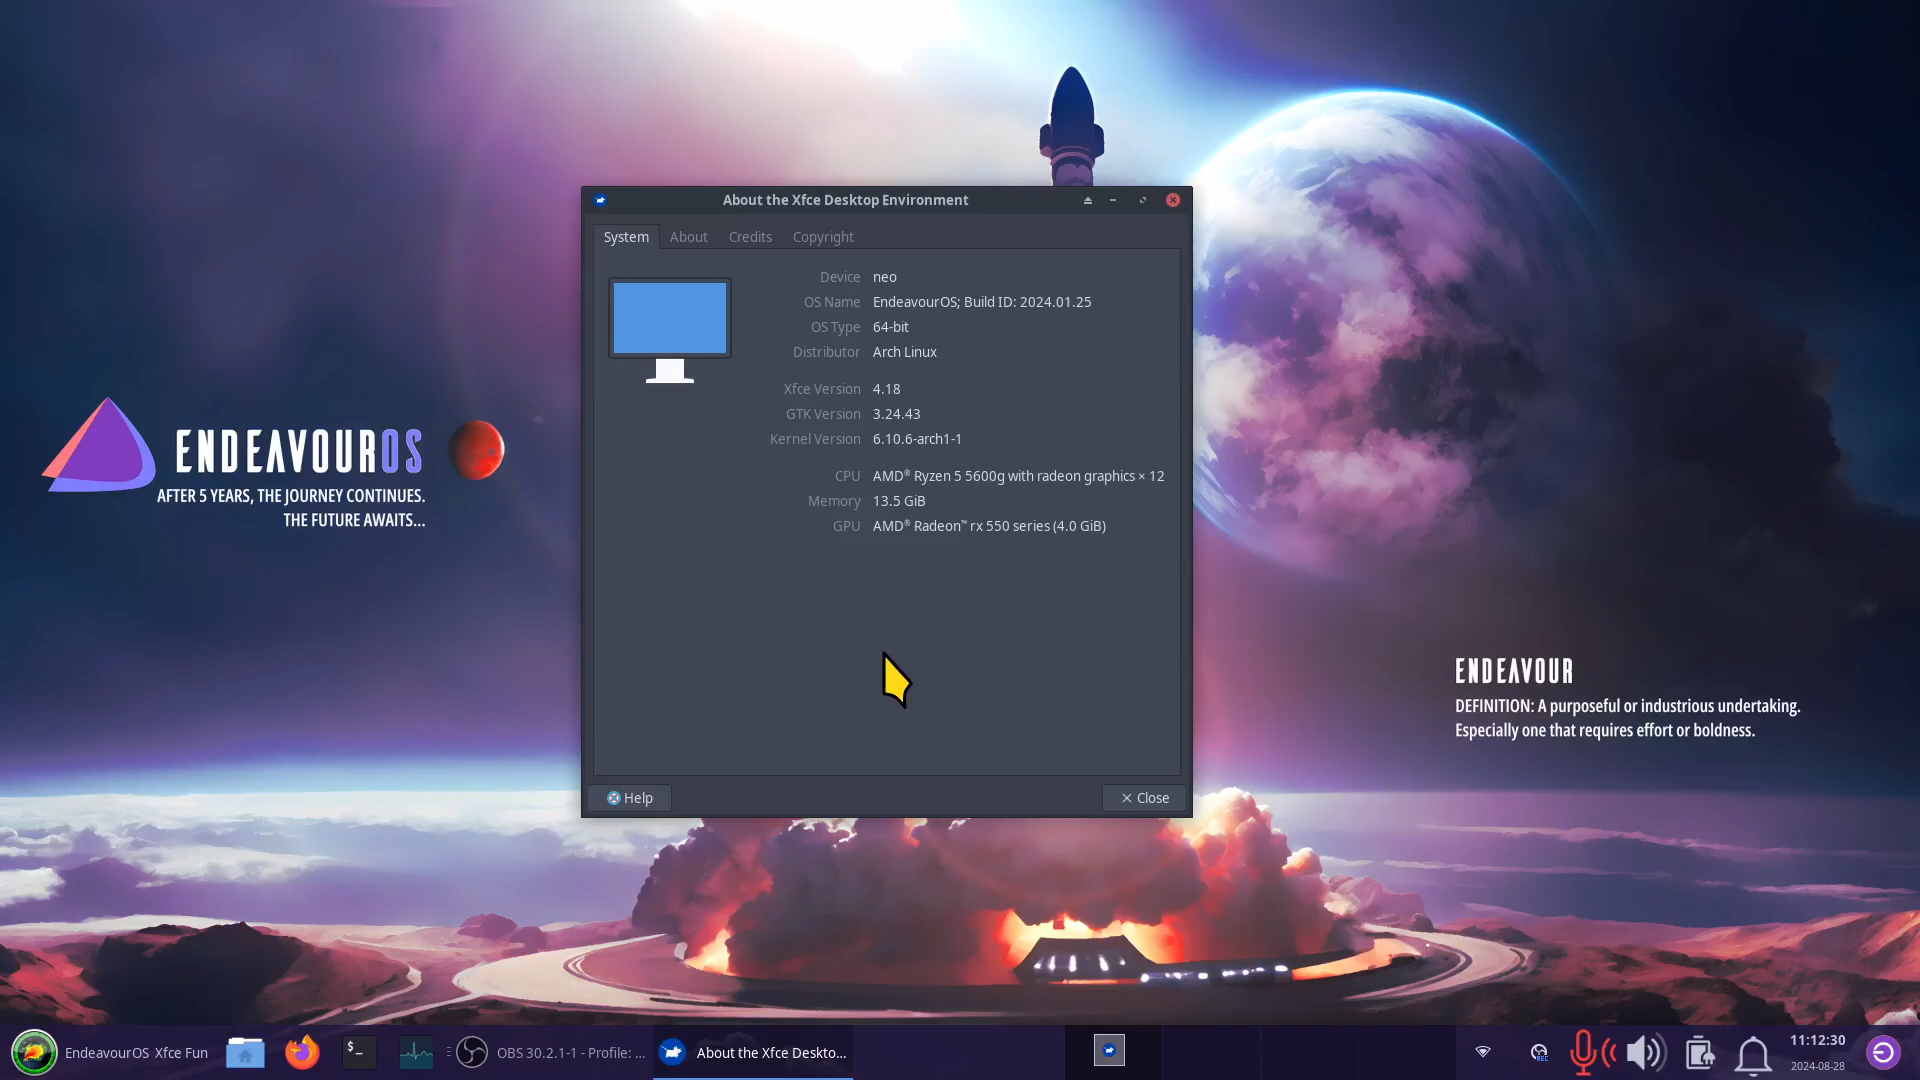 About the Xfce Desktop Environment
System About Credits Copyright
Device neo
OS Name EndeavourOS; Build ID: 2024.01.25
OS Type 64-bit
Distributor Arch Linux
Xfce Version 4.18
GTK Version 3.24.43
Kernel Version 6.10.6-arch1-1
CPU AMD® Ryzen 5 5600g with radeon graphics × 12
Memory 13.5 GiB
GPU AMD® Radeon™ rx 550 series (4.0 GiB)
Help Close
ENDEAVOUROS
AFTER 5 YEARS, THE JOURNEY CONTINUES.
THE FUTURE AWAITS...
ENDEAVOUR
DEFINITION: A purposeful or industrious undertaking.
Especially one that requires effort or boldness.
EndeavourOS Xfce Fun
$_
OBS 30.2.1-1 - Profile: ...
About the Xfce Deskto...
REC
11:12:30
2024-08-28